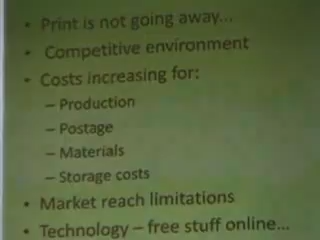 • Print is not going away...
• Competitive environment
• Costs increasing for:
– Production
– Postage
– Materials
– Storage costs
• Market reach limitations
• Technology – free stuff online...